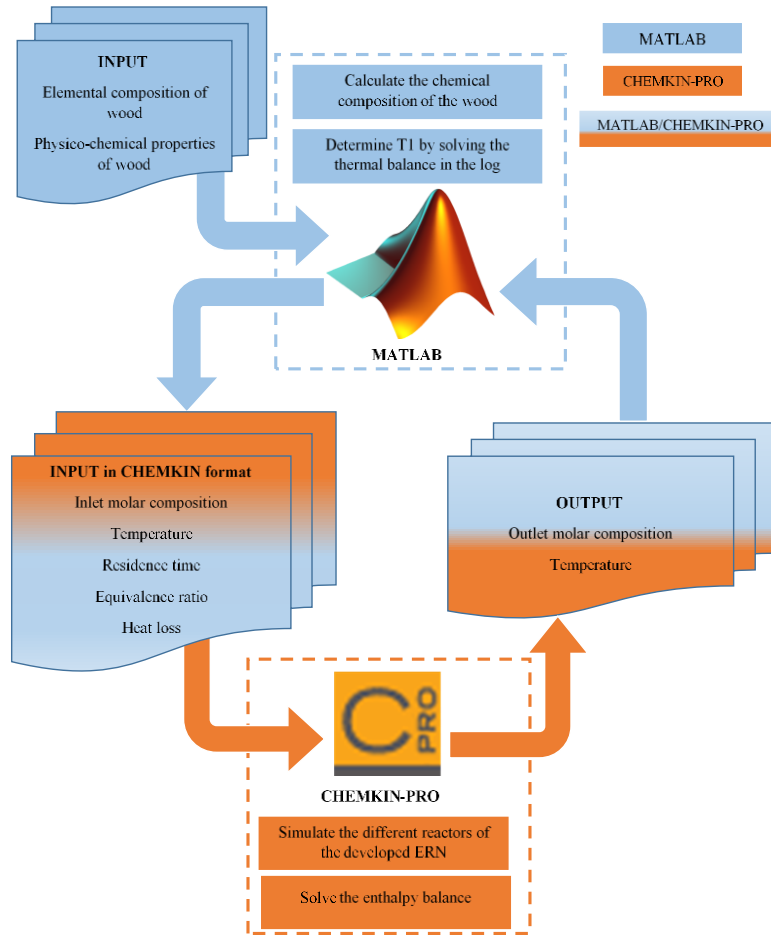 INPUT
Elemental composition of
wood
Physico-chemical properties
of wood
Calculate the chemical
composition of the wood
Determine T1 by solving the
thermal balance in the log
MATLAB
MATLAB
CHEMKIN-PRO
MATLAB/CHEMKIN-PRO
INPUT in CHEMKIN format
Inlet molar composition
Temperature
Residence time
Equivalence ratio
Heat loss
OUTPUT
Outlet molar composition
Temperature
C PRO
CHEMKIN-PRO
Simulate the different reactors
of the developed ERN
Solve the enthalpy balance